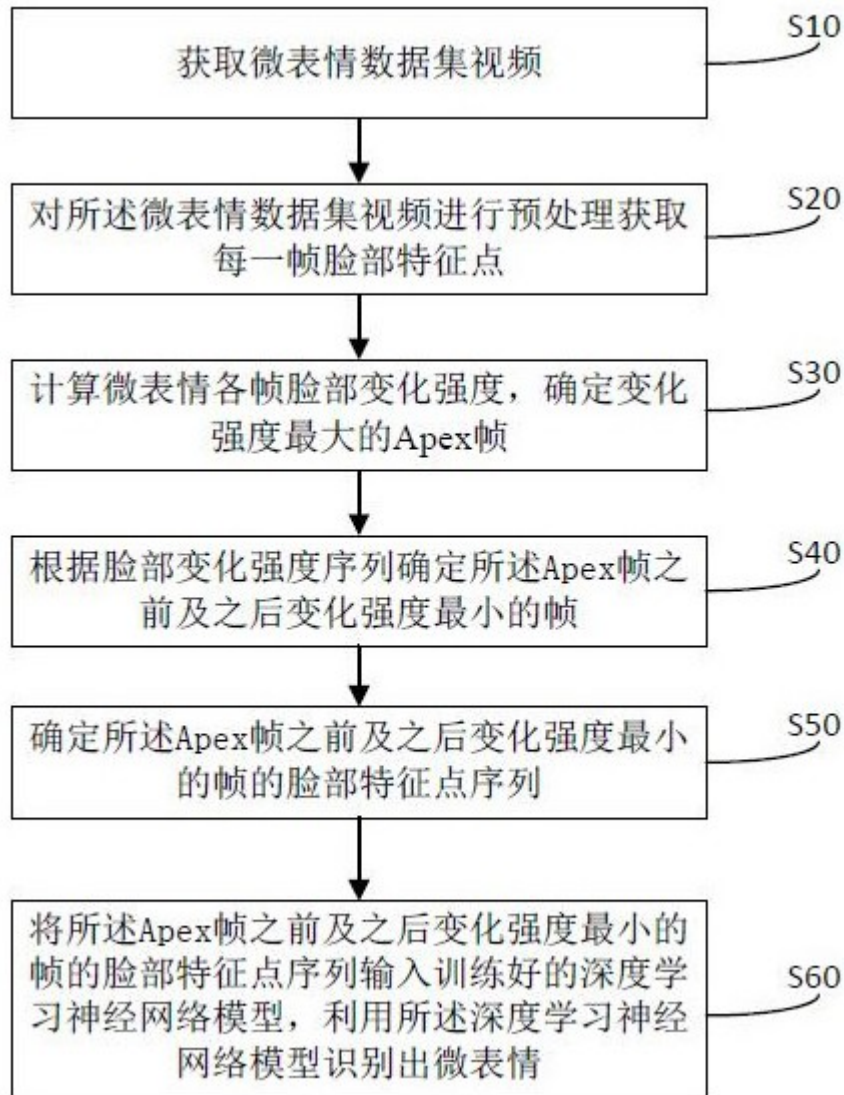 S10
获取微表情数据集视频
S20
对所述微表情数据集视频进行预处理获取
每一帧脸部特征点
S30
计算微表情各帧脸部变化强度，确定变化
强度最大的Apex帧
S40
根据脸部变化强度序列确定所述Apex帧之
前及之后变化强度最小的帧
S50
确定所述Apex帧之前及之后变化强度最小
的帧的脸部特征点序列
S60
将所述Apex帧之前及之后变化强度最小的
帧的脸部特征点序列输入训练好的深度学
习神经网络模型，利用所述深度学习神经
网络模型识别出微表情